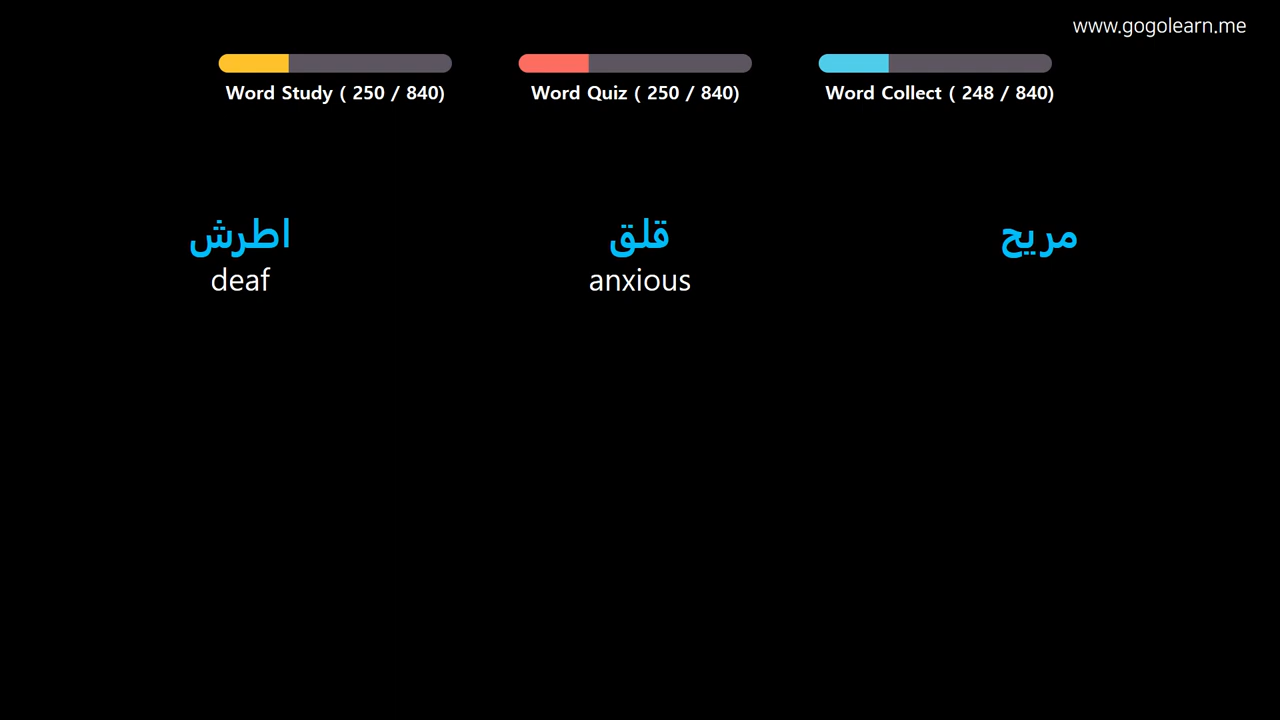 www.gogolearn.me
Word Study ( 250 / 840)
Word Quiz ( 250 / 840)
Word Collect ( 248 / 840)
اطرش
deaf
قلق
anxious
مريح